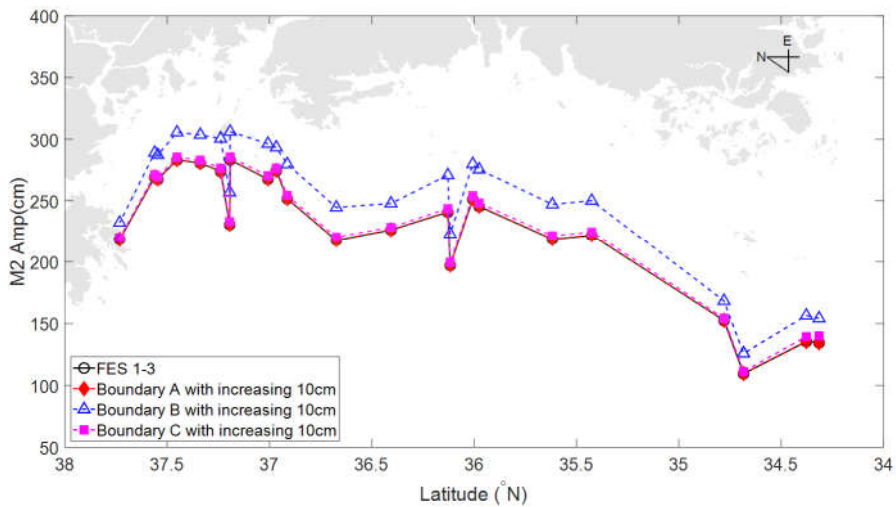 400
350
300
250
200
150
100
50
M2 Amp(cm)
E
N
FES 1-3
Boundary A with increasing 10cm
Boundary B with increasing 10cm
Boundary C with increasing 10cm
38 37.5 37 36.5 36 35.5 35 34.5 34
Latitude (°N)